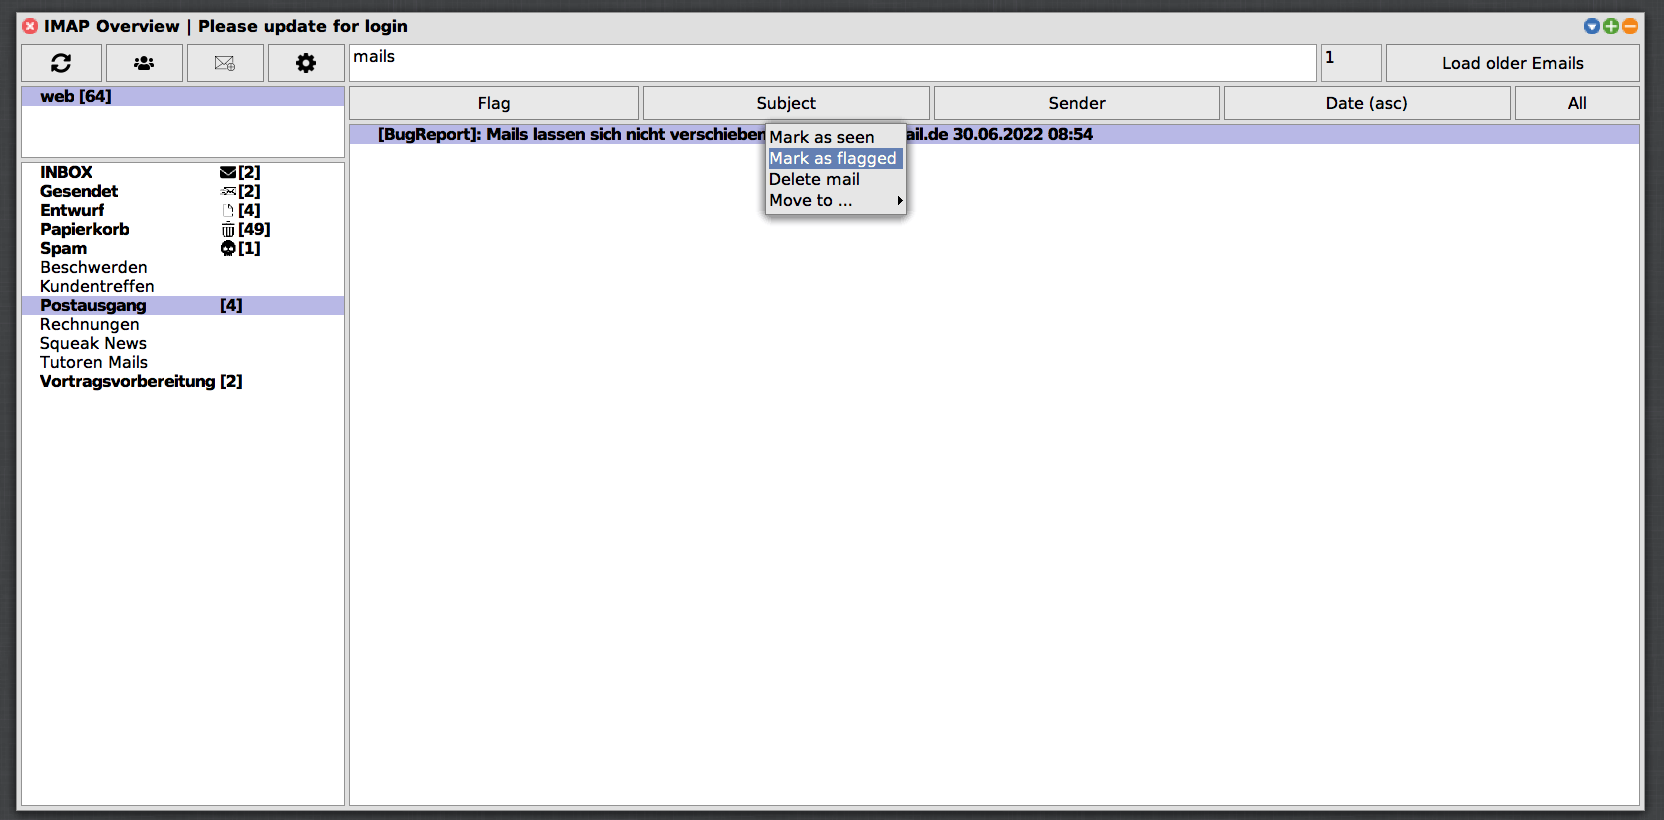 IMAP Overview | Please update for login
mails
1
Load older Emails
web [64]
Flag
Subject
Sender
Date (asc)
All
[BugReport]: Mails lassen sich nicht verschieben ail.de 30.06.2022 08:54
Mark as seen
Mark as flagged
Delete mail
Move to ...
INBOX [2]
Gesendet [2]
Entwurf [4]
Papierkorb [49]
Spam [1]
Beschwerden
Kundentreffen
Postausgang [4]
Rechnungen
Squeak News
Tutoren Mails
Vortragsvorbereitung [2]